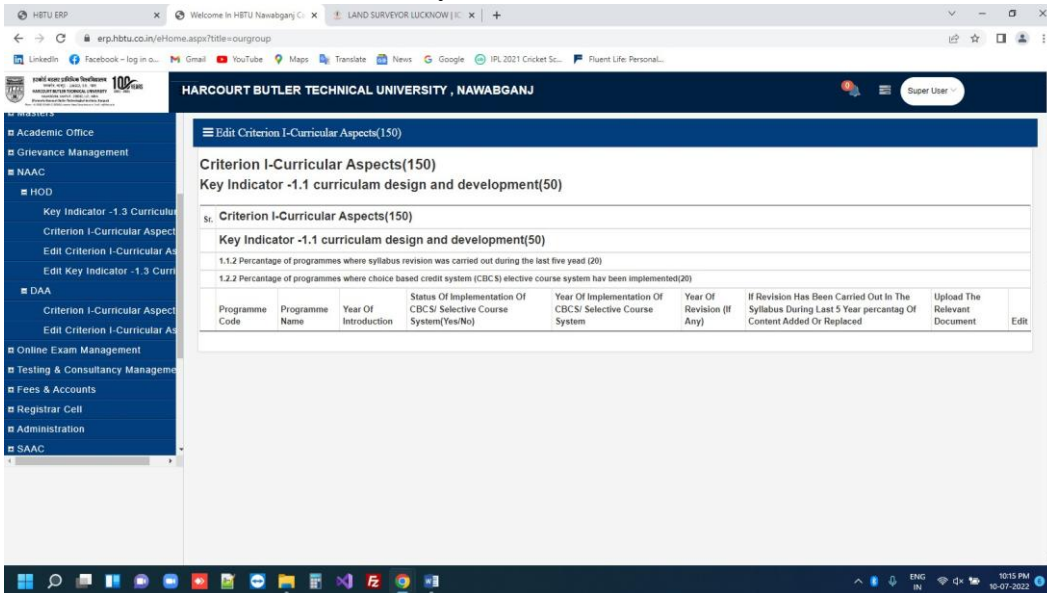 HBTU ERP
Welcome In HBTU Nawabganj Co
LAND SURVEYOR LUCKNOW | IC
erp.hbtu.co.in/eHome.aspx?title=ourgroup
LinkedIn
Facebook – log in o...
Gmail
YouTube
Maps
Translate
News
Google
IPL 2021 Cricket Sc...
Fluent Life: Personal...
100 YEARS
HARCOURT BUTLER TECHNICAL UNIVERSITY , NAWABGANJ
Super User
Masters
Academic Office
Grievance Management
NAAC
HOD
Key Indicator -1.3 Curriculum
Criterion I-Curricular Aspect
Edit Criterion I-Curricular As
Edit Key Indicator -1.3 Curri
DAA
Criterion I-Curricular Aspect
Edit Criterion I-Curricular As
Online Exam Management
Testing & Consultancy Manageme
Fees & Accounts
Registrar Cell
Administration
SAAC
Edit Criterion I-Curricular Aspects(150)
Criterion I-Curricular Aspects(150)
Key Indicator -1.1 curriculam design and development(50)
Sr. Criterion I-Curricular Aspects(150)
Key Indicator -1.1 curriculam design and development(50)
1.1.2 Percantage of programmes where syllabus revision was carried out during the last five yead (20)
1.2.2 Percantage of programmes where choice based credit system (CBCS) elective course system hav been implemented(20)
Programme Code
Programme Name
Year Of Introduction
Status Of Implementation Of CBCS/ Selective Course System(Yes/No)
Year Of Implementation Of CBCS/ Selective Course System
Year Of Revision (If Any)
If Revision Has Been Carried Out In The Syllabus During Last 5 Year percantag Of Content Added Or Replaced
Upload The Relevant Document
Edit
ENG
IN
10:15 PM
10-07-2022